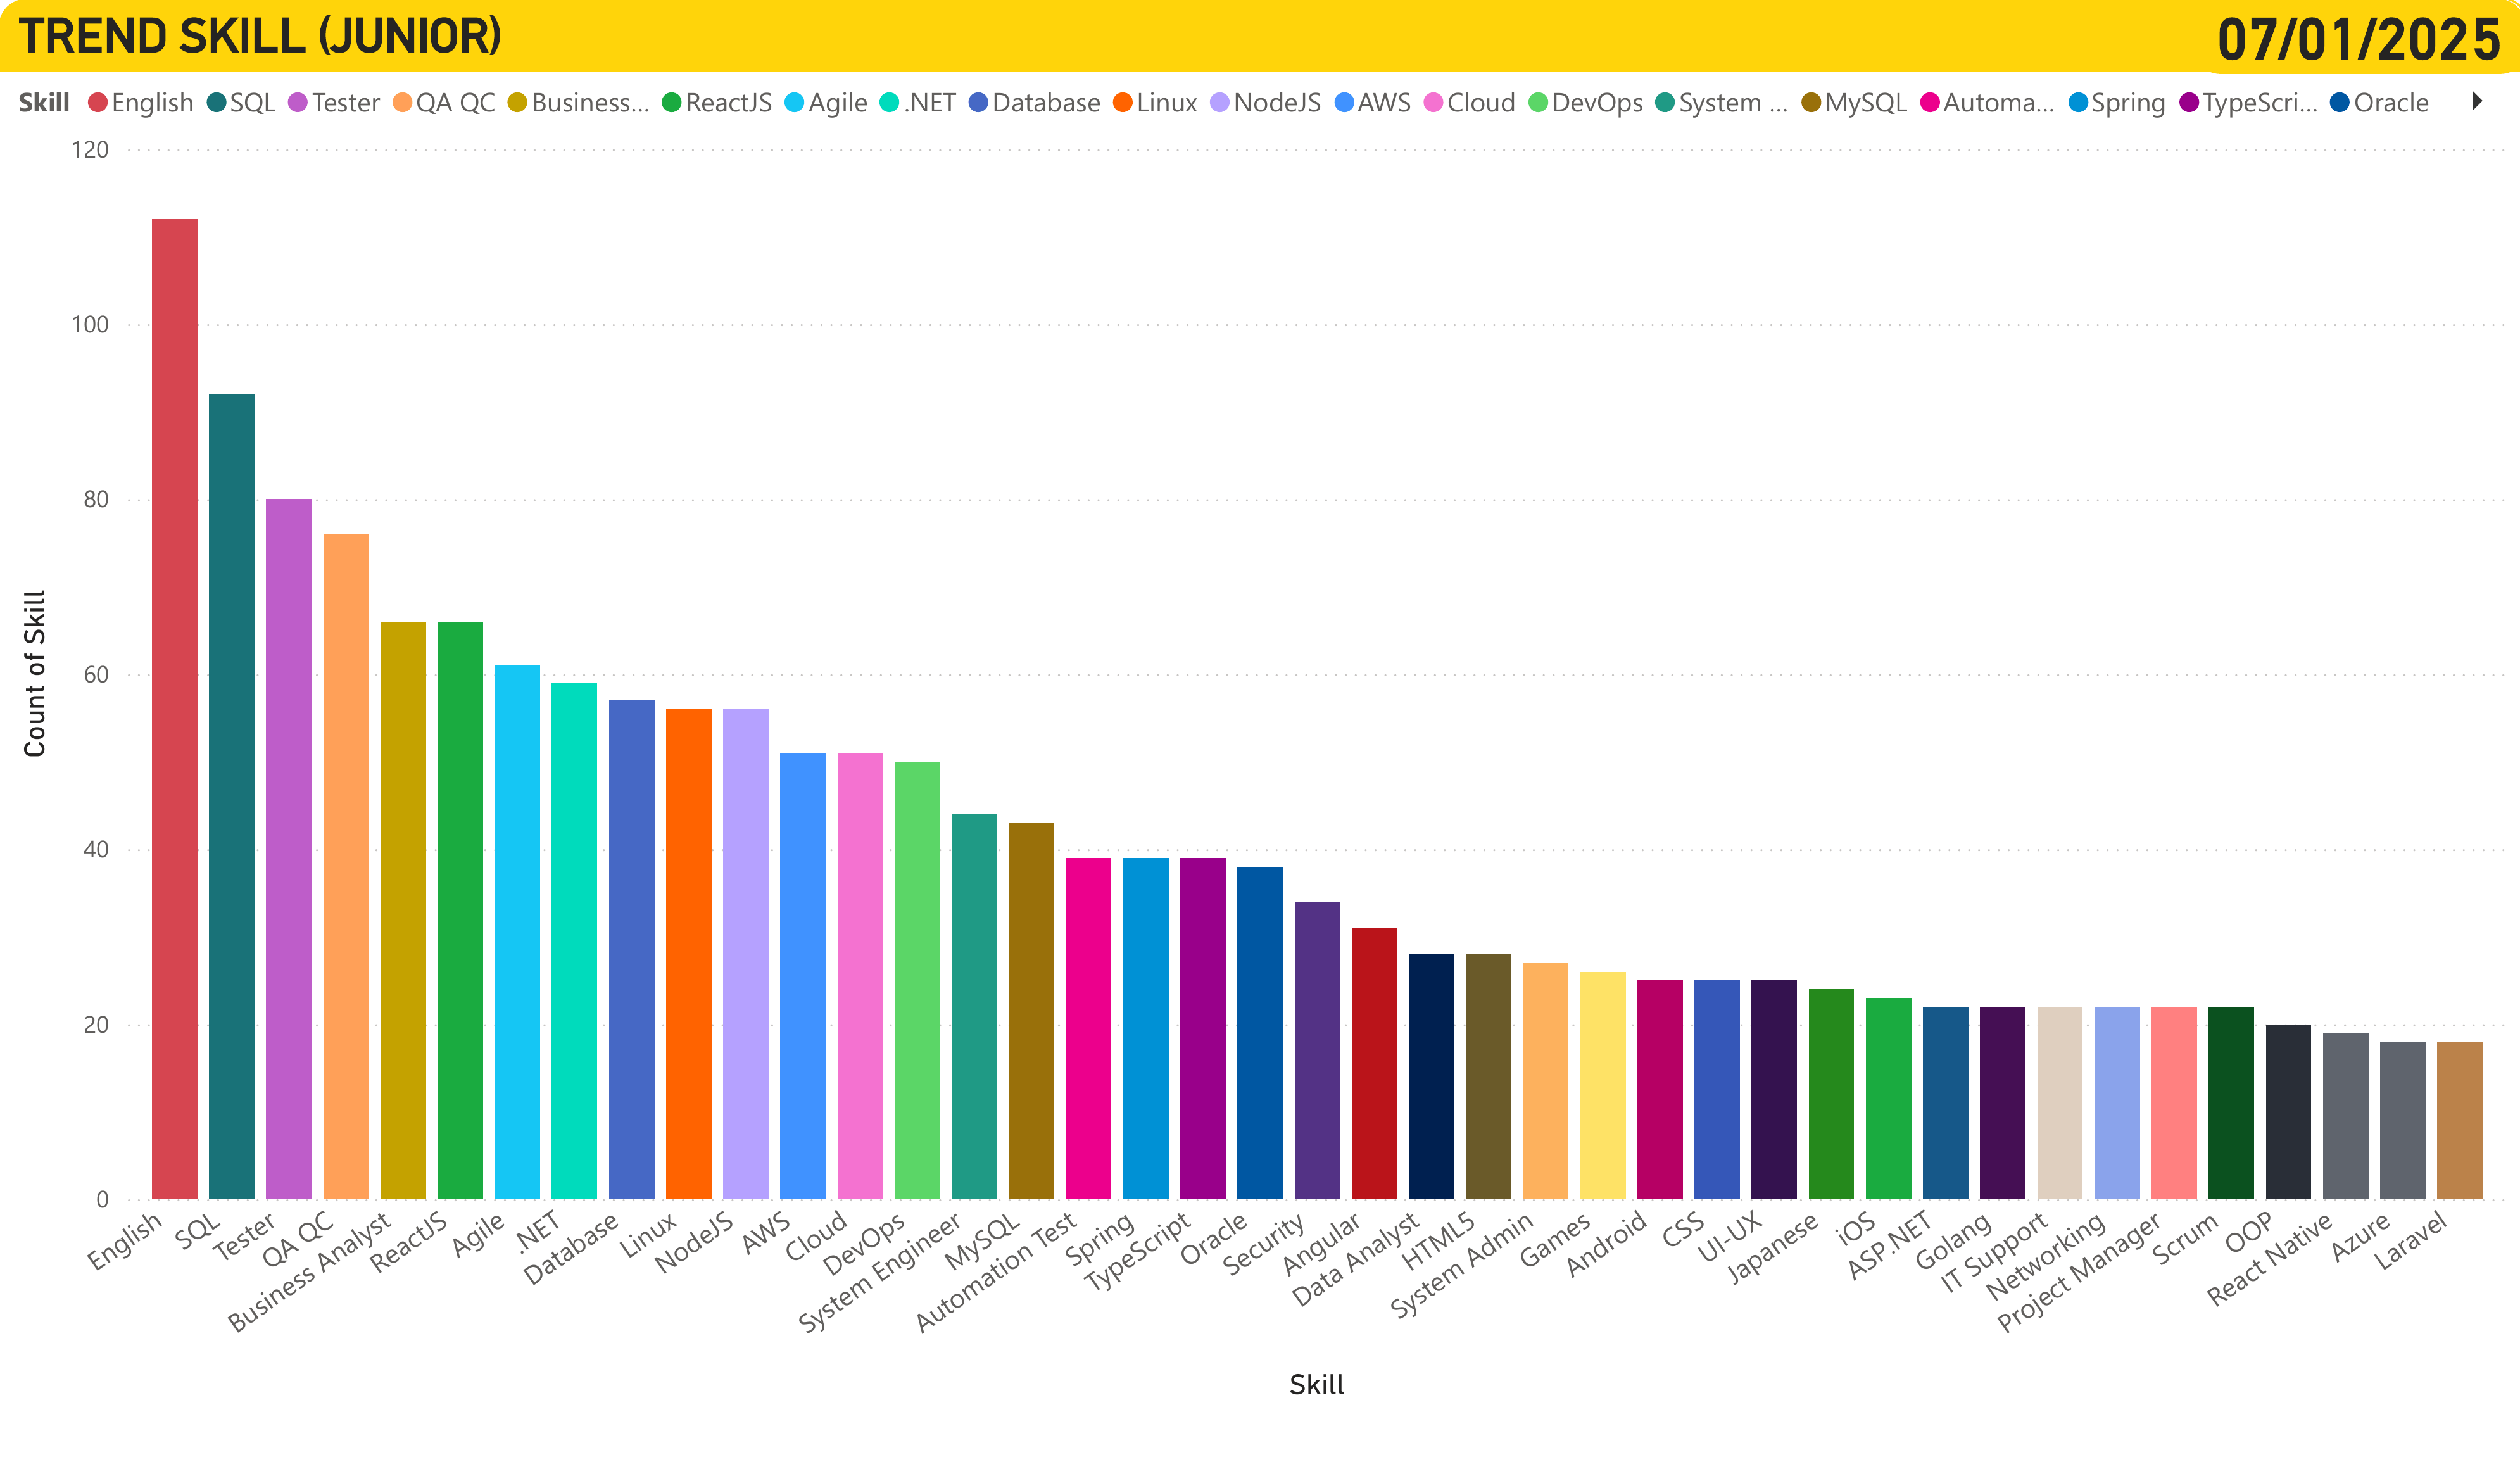 TREND SKILL (JUNIOR)
07/01/2025
Skill English SQL Tester QA QC Business... ReactJS Agile .NET Database Linux NodeJS AWS Cloud DevOps System ... MySQL Automa... Spring TypeScri... Oracle
120
100
80
60
40
20
0
Count of Skill
English
SQL
Tester
QA QC
Business Analyst
ReactJS
Agile
.NET
Database
Linux
NodeJS
AWS
Cloud
DevOps
System Engineer
MySQL
Automation Test
Spring
TypeScript
Oracle
Security
Angular
Data Analyst
HTML5
System Admin
Games
Android
CSS
UI-UX
Japanese
iOS
ASP.NET
Golang
IT Support
Networking
Project Manager
Scrum
OOP
React Native
Azure
Laravel
Skill